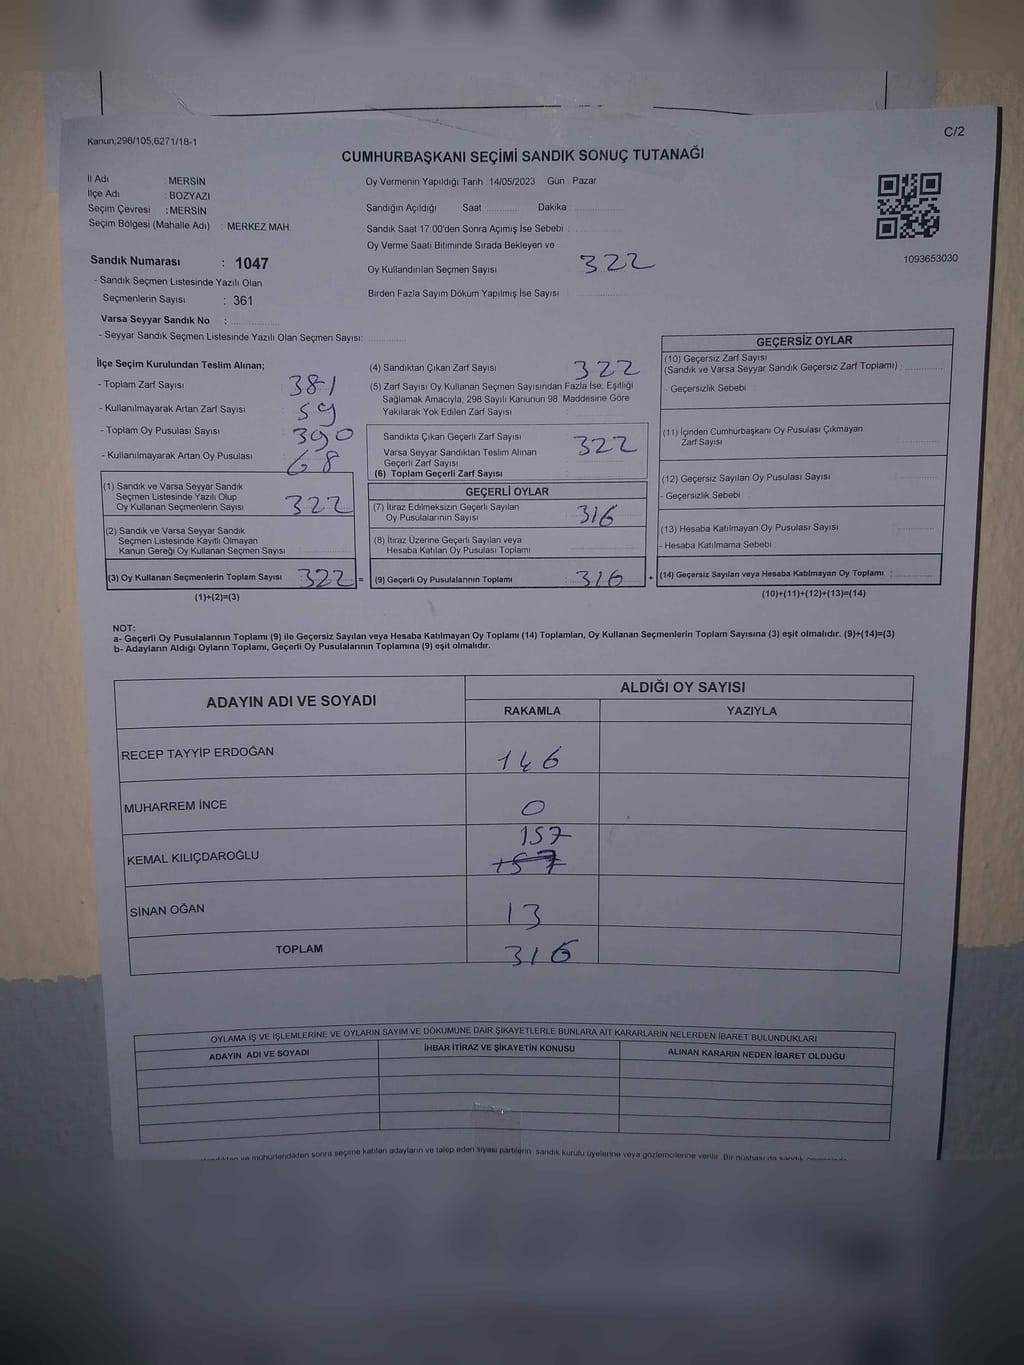 C/2
Kanun;298/105,6271/18-1
CUMHURBAŞKANI SEÇİMİ SANDIK SONUÇ TUTANAĞI
İl Adı : MERSİN
İlçe Adı : BOZYAZI
Seçim Çevresi : MERSİN
Seçim Bölgesi (Mahalle Adı) : MERKEZ MAH.
Oy Vermenin Yapıldığı Tarih : 14/05/2023 Gün : Pazar
Sandığın Açıldığı Saat ............ Dakika : ............
Sandık Saat 17:00'den Sonra Açımış İse Sebebi : ............
Oy Verme Saati Bitiminde Sırada Bekleyen ve
Oy Kullandırılan Seçmen Sayısı : 322
Birden Fazla Sayım Döküm Yapılmış İse Sayısı : ............
1093653030
Sandık Numarası : 1047
- Sandık Seçmen Listesinde Yazılı Olan
Seçmenlerin Sayısı : 361
Varsa Seyyar Sandık No : ............
- Seyyar Sandık Seçmen Listesinde Yazılı Olan Seçmen Sayısı: ............
İlçe Seçim Kurulundan Teslim Alınan;
- Toplam Zarf Sayısı : 381
- Kullanılmayarak Artan Zarf Sayısı : 59
- Toplam Oy Pusulası Sayısı : 390
- Kullanılmayarak Artan Oy Pusulası : 68
(1) Sandık ve Varsa Seyyar Sandık
Seçmen Listesinde Yazılı Olup
Oy Kullanan Seçmenlerin Sayısı : 322
(2) Sandık ve Varsa Seyyar Sandık
Seçmen Listesinde Kayıtlı Olmayan
Kanun Gereği Oy Kullanan Seçmen Sayısı : ............
(3) Oy Kullanan Seçmenlerin Toplam Sayısı : 322 =
(1)+(2)=(3)
(4) Sandıktan Çıkan Zarf Sayısı : 322
(5) Zarf Sayısı Oy Kullanan Seçmen Sayısından Fazla İse, Eşitliği
Sağlamak Amacıyla, 298 Sayılı Kanunun 98. Maddesine Göre
Yakılarak Yok Edilen Zarf Sayısı : ............
Sandıkta Çıkan Geçerli Zarf Sayısı : 322
Varsa Seyyar Sandıktan Teslim Alınan
Geçerli Zarf Sayısı : ............
(6) Toplam Geçerli Zarf Sayısı
GEÇERLİ OYLAR
(7) İtiraz Edilmeksizin Geçerli Sayılan
Oy Pusulalarının Sayısı : 316
(8) İtiraz Üzerine Geçerli Sayılan veya
Hesaba Katılan Oy Pusulası Toplamı : ............
(9) Geçerli Oy Pusulalarının Toplamı : 316 +
GEÇERSİZ OYLAR
(10) Geçersiz Zarf Sayısı
(Sandık ve Varsa Seyyar Sandık Geçersiz Zarf Toplamı) : ............
- Geçersizlik Sebebi :
(11) İçinden Cumhurbaşkanı Oy Pusulası Çıkmayan
Zarf Sayısı : ............
(12) Geçersiz Sayılan Oy Pusulası Sayısı : ............
- Geçersizlik Sebebi :
(13) Hesaba Katılmayan Oy Pusulası Sayısı : ............
- Hesaba Katılmama Sebebi :
(14) Geçersiz Sayılan veya Hesaba Katılmayan Oy Toplamı : ............
(10)+(11)+(12)+(13)=(14)
NOT:
a- Geçerli Oy Pusulalarının Toplamı (9) ile Geçersiz Sayılan veya Hesaba Katılmayan Oy Toplamı (14) Toplamları, Oy Kullanan Seçmenlerin Toplam Sayısına (3) eşit olmalıdır. (9)+(14)=(3)
b- Adayların Aldığı Oyların Toplamı, Geçerli Oy Pusulalarının Toplamına (9) eşit olmalıdır.
ADAYIN ADI VE SOYADI
ALDIĞI OY SAYISI
RAKAMLA YAZIYLA
RECEP TAYYİP ERDOĞAN 146
MUHARREM İNCE 0
157
KEMAL KILIÇDAROĞLU 157
SİNAN OĞAN 13
TOPLAM 316
OYLAMA İŞ VE İŞLEMLERİNE VE OYLARIN SAYIM VE DÖKÜMÜNE DAİR ŞİKAYETLERLE BUNLARA AİT KARARLARIN NELERDEN İBARET BULUNDUKLARI
ADAYIN ADI VE SOYADI İHBAR İTİRAZ VE ŞİKAYETİN KONUSU ALINAN KARARIN NEDEN İBARET OLDUĞU
ve mühürlendikten sonra seçime katılan adayların ve talep eden siyasi partilerin sandık kurulu üyelerine veya gözlemcilerine verilir. Bir nüshası da sandık